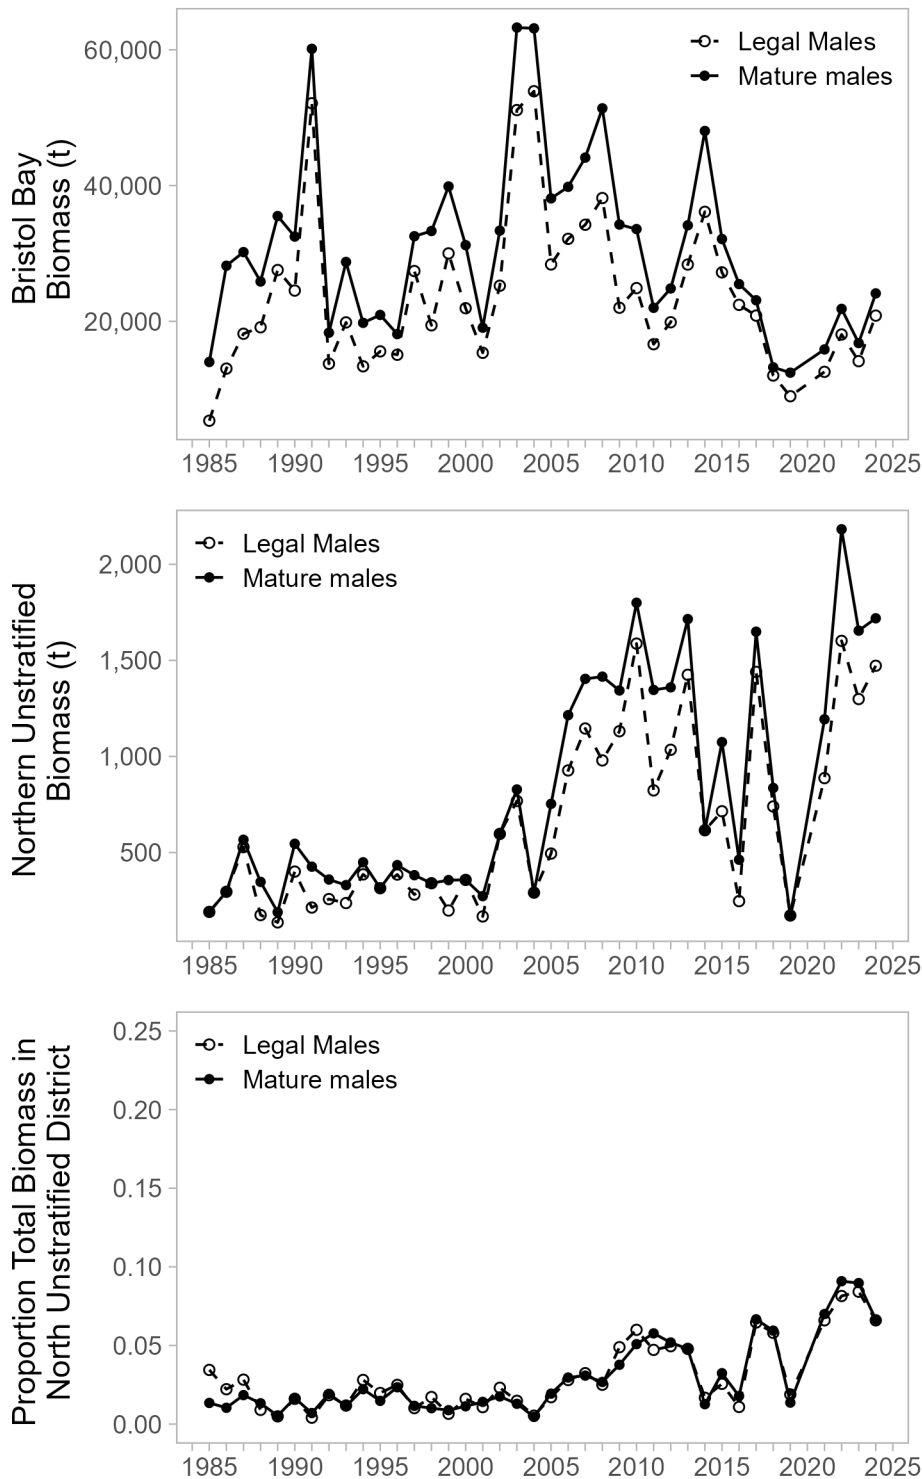 Bristol Bay
Biomass (t)
60,000
40,000
20,000
Legal Males
Mature males
1985 1990 1995 2000 2005 2010 2015 2020 2025
Northern Unstratified
Biomass (t)
2,000
1,500
1,000
500
Legal Males
Mature males
1985 1990 1995 2000 2005 2010 2015 2020 2025
Proportion Total Biomass in
North Unstratified District
0.25
0.20
0.15
0.10
0.05
0.00
Legal Males
Mature males
1985 1990 1995 2000 2005 2010 2015 2020 2025